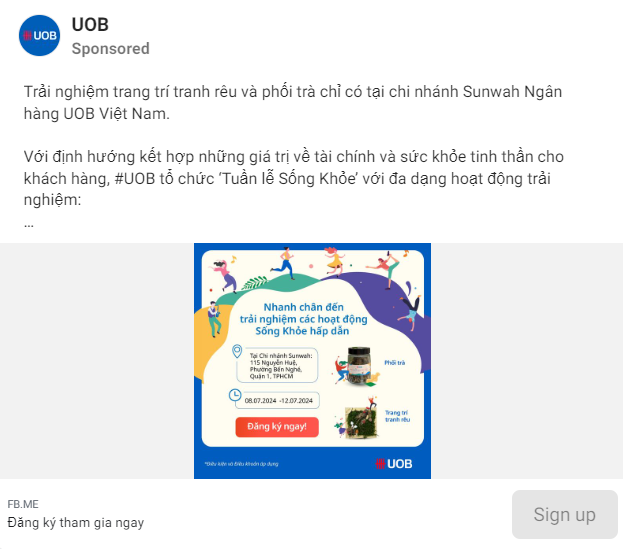 UOB
UOB
Sponsored
Trải nghiệm trang trí tranh rêu và phối trà chỉ có tại chi nhánh Sunwah Ngân
hàng UOB Việt Nam.
Với định hướng kết hợp những giá trị về tài chính và sức khỏe tinh thần cho
khách hàng, #UOB tổ chức ‘Tuần lễ Sống Khỏe’ với đa dạng hoạt động trải
nghiệm:
...
Nhanh chân đến
trải nghiệm các hoạt động
Sống Khỏe hấp dẫn
Tại Chi nhánh Sunwah:
115 Nguyễn Huệ,
Phường Bến Nghé,
Quận 1, TPHCM
Phối trà
08.07.2024 -12.07.2024
Trang trí
tranh rêu
Đăng ký ngay!
*Điều kiện và Điều khoản áp dụng
UOB
FB.ME
Đăng ký tham gia ngay
Sign up